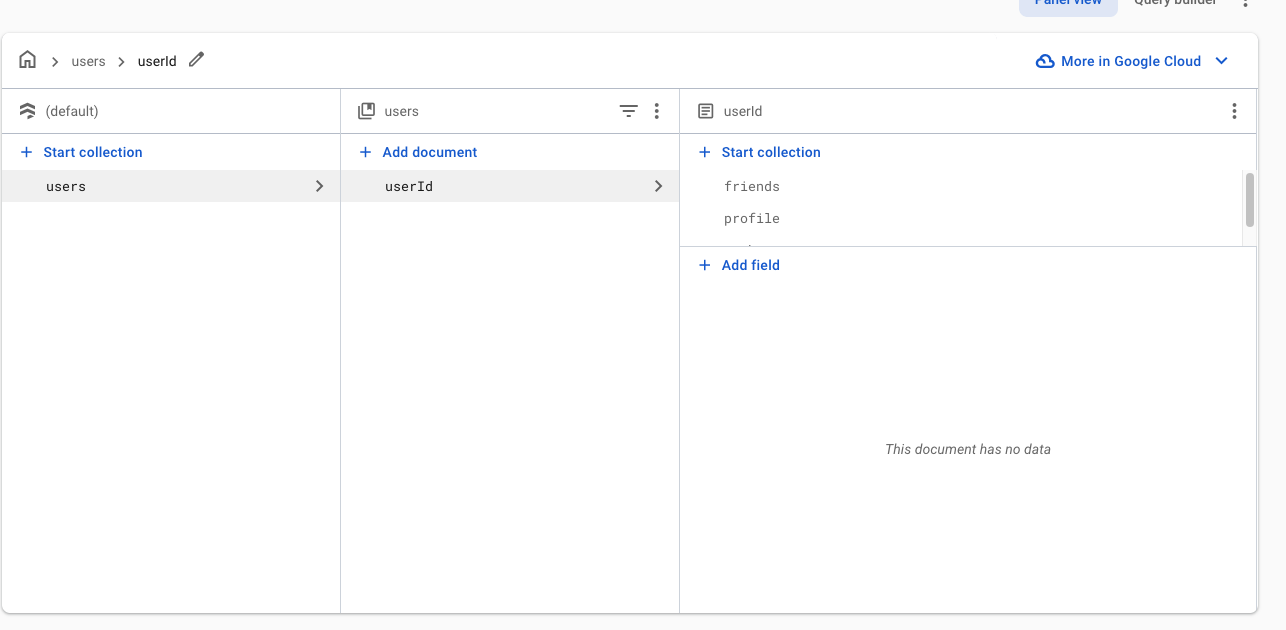 Panel view Query builder
users userId
More in Google Cloud
(default)
users
userId
Start collection
Add document
Start collection
users
userId
friends
profile
Add field
This document has no data